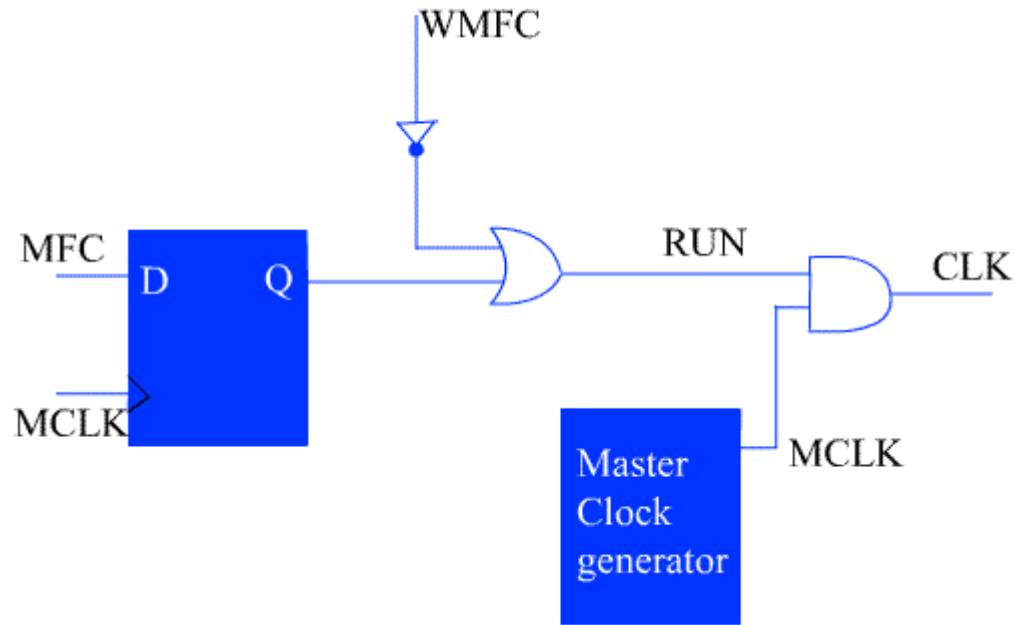 WMFC
MFC
D
Q
RUN
CLK
MCLK
Master
Clock
generator
MCLK